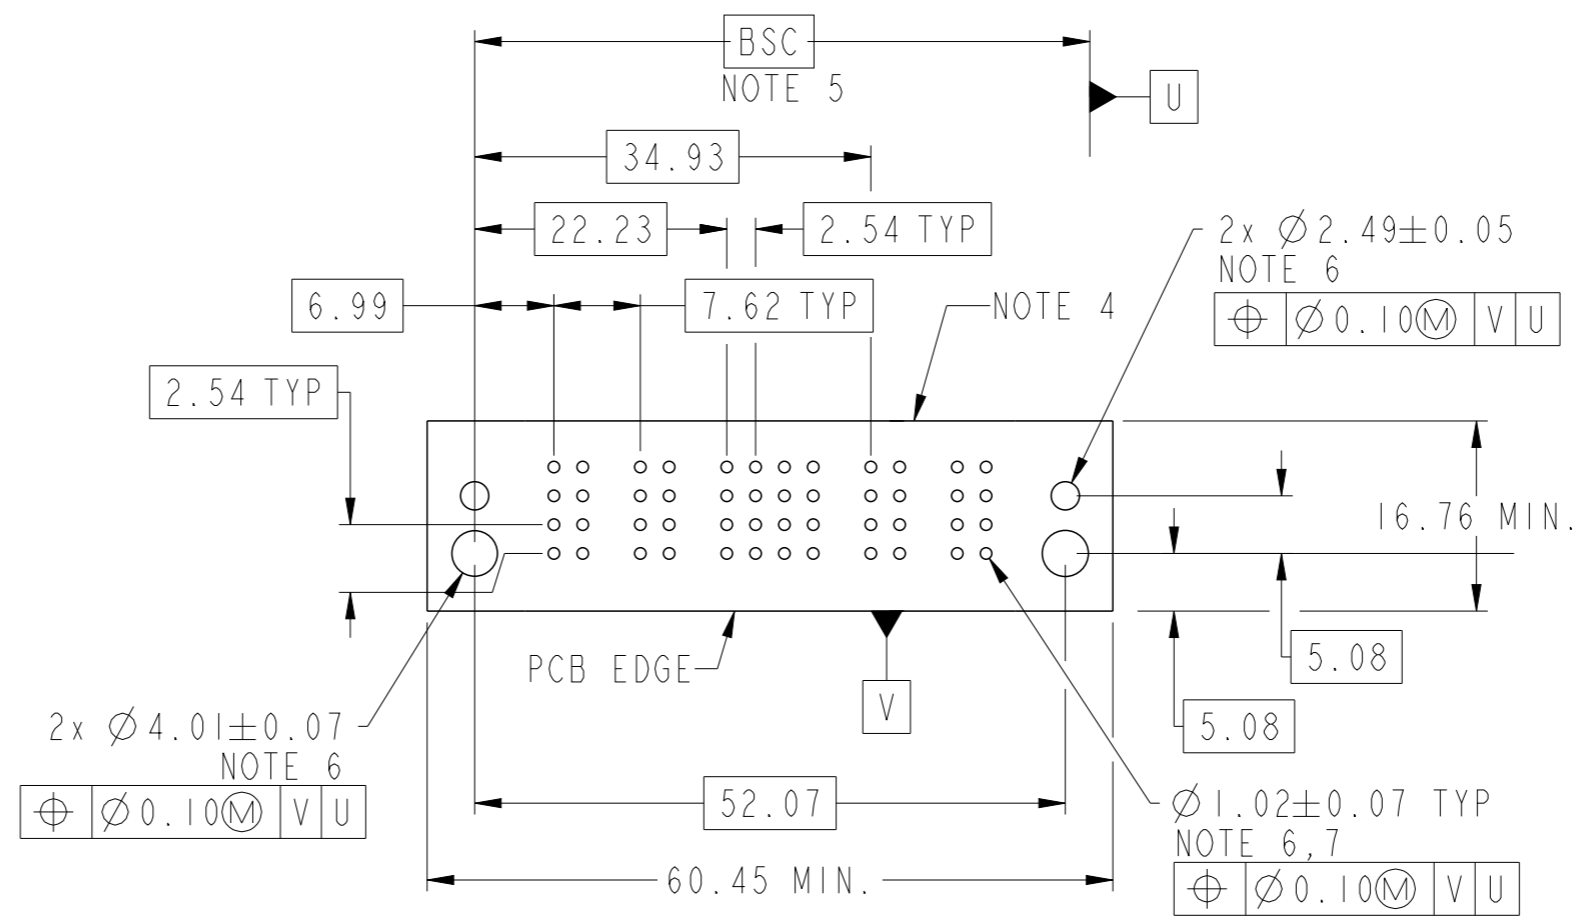 BSC
NOTE 5
U
34.93
22.23
2.54 TYP
2x ∅2.49±0.05
NOTE 6
⌖ ∅0.10Ⓜ V U
6.99
7.62 TYP
NOTE 4
2.54 TYP
16.76 MIN.
PCB EDGE
5.08
V
5.08
2x ∅4.01±0.07
NOTE 6
⌖ ∅0.10Ⓜ V U
52.07
∅1.02±0.07 TYP
NOTE 6,7
⌖ ∅0.10Ⓜ V U
60.45 MIN.